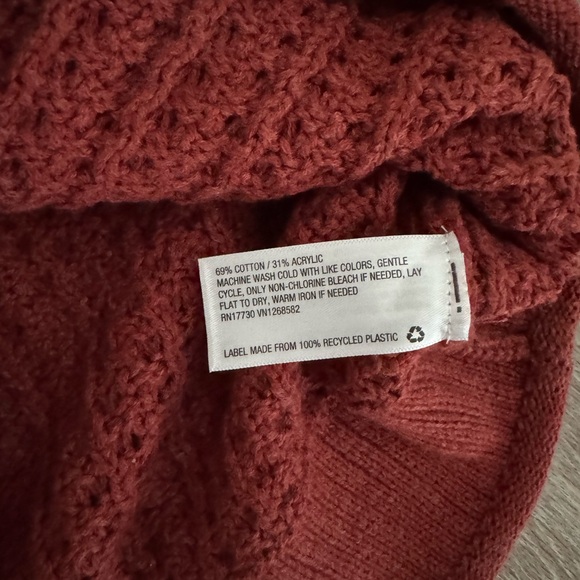 69% COTTON / 31% ACRYLIC
MACHINE WASH COLD WITH LIKE COLORS, GENTLE
CYCLE, ONLY NON-CHLORINE BLEACH IF NEEDED, LAY
FLAT TO DRY, WARM IRON IF NEEDED
RN17730 VN1268582
LABEL MADE FROM 100% RECYCLED PLASTIC